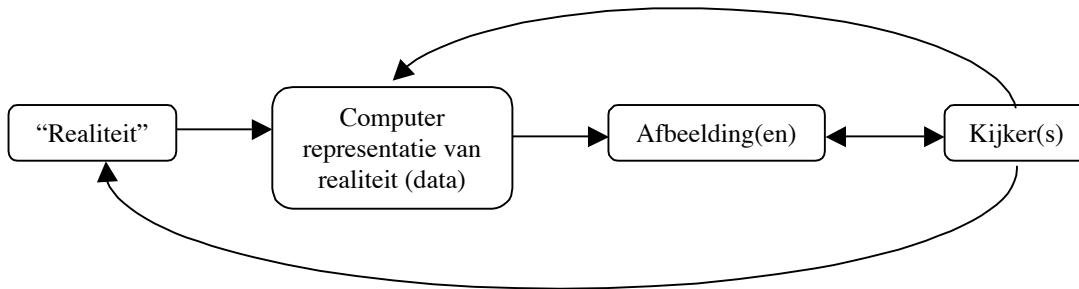 “Realiteit”
Computer
representatie van
realiteit (data)
Afbeelding(en)
Kijker(s)